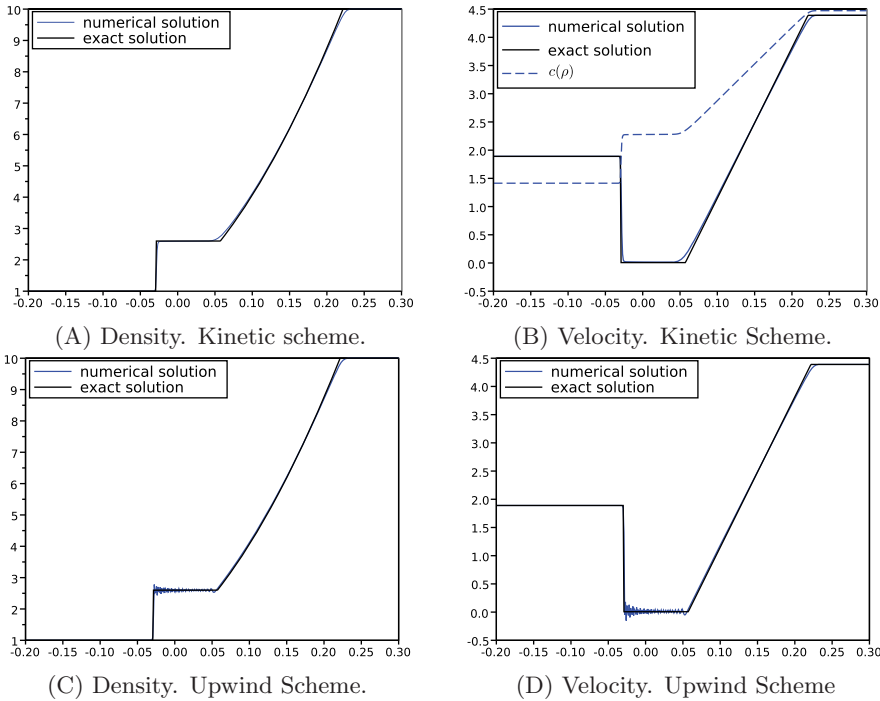 10
9
8
7
6
5
4
3
2
1
numerical solution
exact solution
-0.20 -0.15 -0.10 -0.05 0.00 0.05 0.10 0.15 0.20 0.25 0.30
(A) Density. Kinetic scheme.
4.5
4.0
3.5
3.0
2.5
2.0
1.5
1.0
0.5
0.0
-0.5
numerical solution
exact solution
c(ρ)
-0.20 -0.15 -0.10 -0.05 0.00 0.05 0.10 0.15 0.20 0.25 0.30
(B) Velocity. Kinetic Scheme.
10
9
8
7
6
5
4
3
2
1
numerical solution
exact solution
-0.20 -0.15 -0.10 -0.05 0.00 0.05 0.10 0.15 0.20 0.25 0.30
(C) Density. Upwind Scheme.
4.5
4.0
3.5
3.0
2.5
2.0
1.5
1.0
0.5
0.0
-0.5
numerical solution
exact solution
-0.20 -0.15 -0.10 -0.05 0.00 0.05 0.10 0.15 0.20 0.25 0.30
(D) Velocity. Upwind Scheme